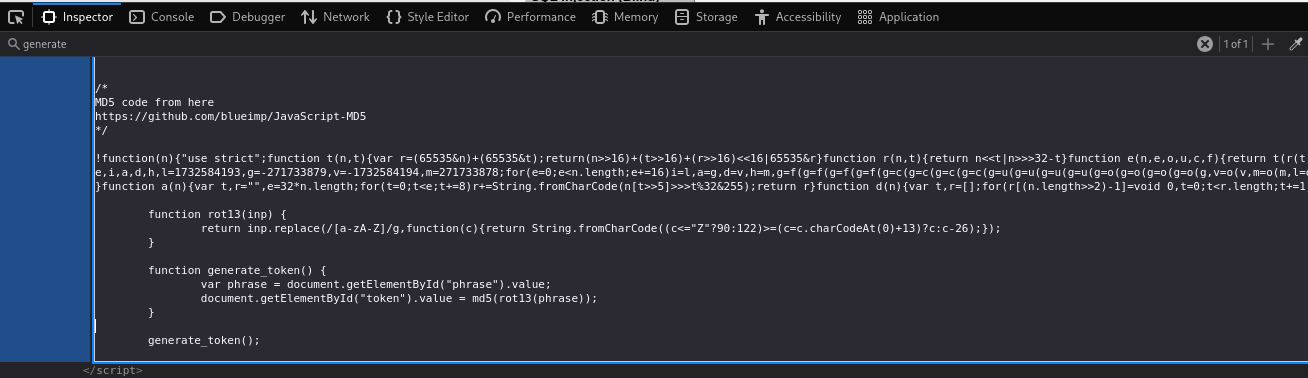 Inspector Console Debugger Network Style Editor Performance Memory Storage Accessibility Application
generate 1 of 1
/*
MD5 code from here
https://github.com/blueimp/JavaScript-MD5
*/
!function(n){"use strict";function t(n,t){var r=(65535&n)+(65535&t);return(n>>16)+(t>>16)+(r>>16)<<16|65535&r}function r(n,t){return n<<t|n>>>32-t}function e(n,e,o,u,c,f){return t(r(t
e,i,a,d,h,l=1732584193,g=-271733879,v=-1732584194,m=271733878;for(e=0;e<n.length;e+=16)i=l,a=g,d=v,h=m,g=f(g=f(g=f(g=f(g=c(g=c(g=c(g=c(g=u(g=u(g=u(g=u(g=o(g=o(g=o(g=o(g,v=o(v,m=o(m,l=
}function a(n){var t,r="",e=32*n.length;for(t=0;t<e;t+=8)r+=String.fromCharCode(n[t>>5]>>>t%32&255);return r}function d(n){var t,r=[];for(r[(n.length>>2)-1]=void 0,t=0;t<r.length;t+=1
function rot13(inp) {
return inp.replace(/[a-zA-Z]/g,function(c){return String.fromCharCode((c<="Z"?90:122)>=(c=c.charCodeAt(0)+13)?c:c-26);});
}
function generate_token() {
var phrase = document.getElementById("phrase").value;
document.getElementById("token").value = md5(rot13(phrase));
}
generate_token();
</script>